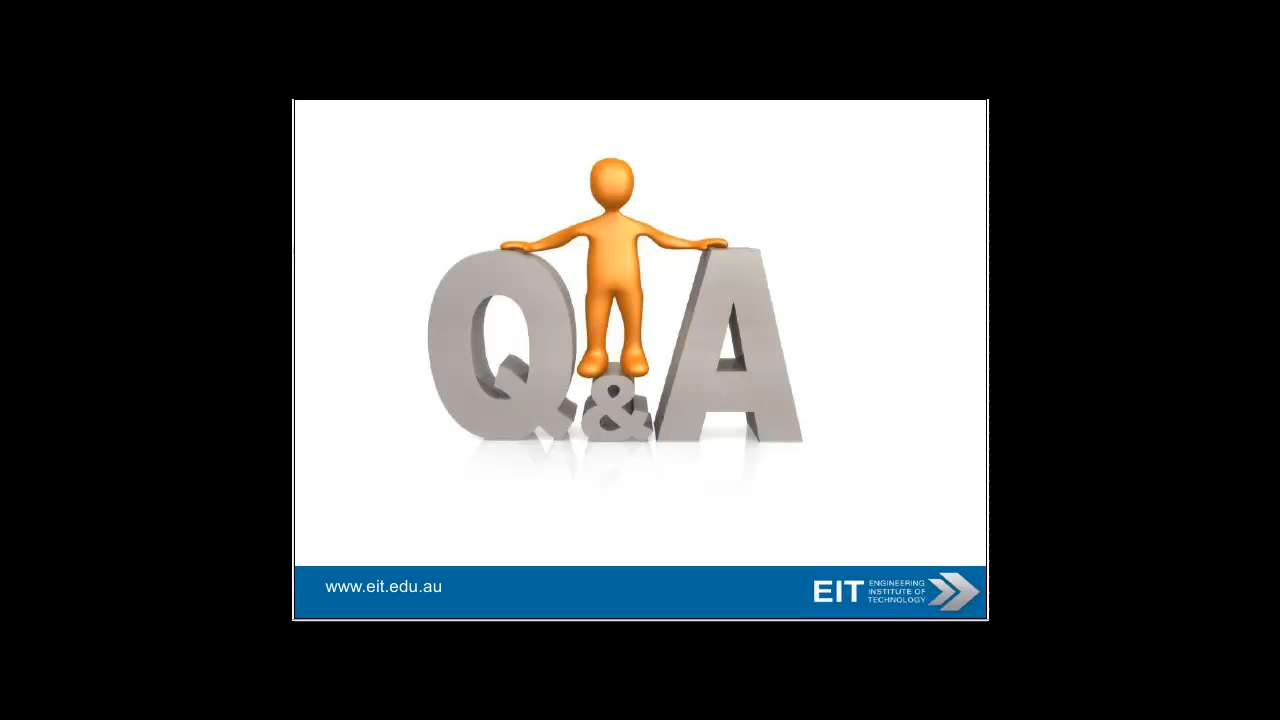 Q&A
www.eit.edu.au
EIT
ENGINEERING
INSTITUTE OF
TECHNOLOGY